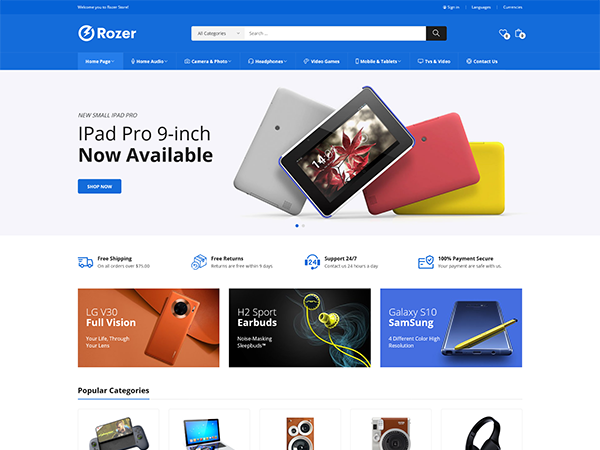 Welcome you to Rozer Store!
Sign in
Languages
Currencies
Rozer
All Categories
Search ...
0
0
Home Page
Home Audio
Camera & Photo
Headphones
Video Games
Mobile & Tablets
Tvs & Video
Contact Us
NEW SMALL IPAD PRO
IPad Pro 9-inch
Now Available
SHOP NOW
Free Shipping
On all orders over $75.00
Free Returns
Returns are free within 9 days
Support 24/7
Contact us 24 hours a day
100% Payment Secure
Your payment are safe with us.
LG V30
Full Vision
Your Life, Through
Your Lens
H2 Sport
Earbuds
Noise-Masking
Sleepbuds™
Galaxy S10
SamSung
4 Different Color High
Resolution
Popular Categories